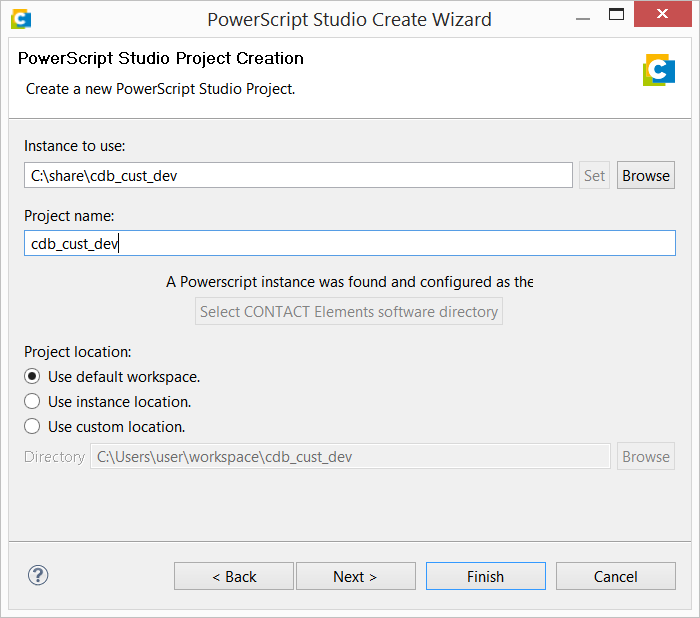 PowerScript Studio Create Wizard
PowerScript Studio Project Creation
Create a new PowerScript Studio Project.
Instance to use:
C:\share\cdb_cust_dev Set Browse
Project name:
cdb_cust_dev
A Powerscript instance was found and configured as the
Select CONTACT Elements software directory
Project location:
Use default workspace.
Use instance location.
Use custom location.
Directory C:\Users\user\workspace\cdb_cust_dev Browse
? < Back Next > Finish Cancel